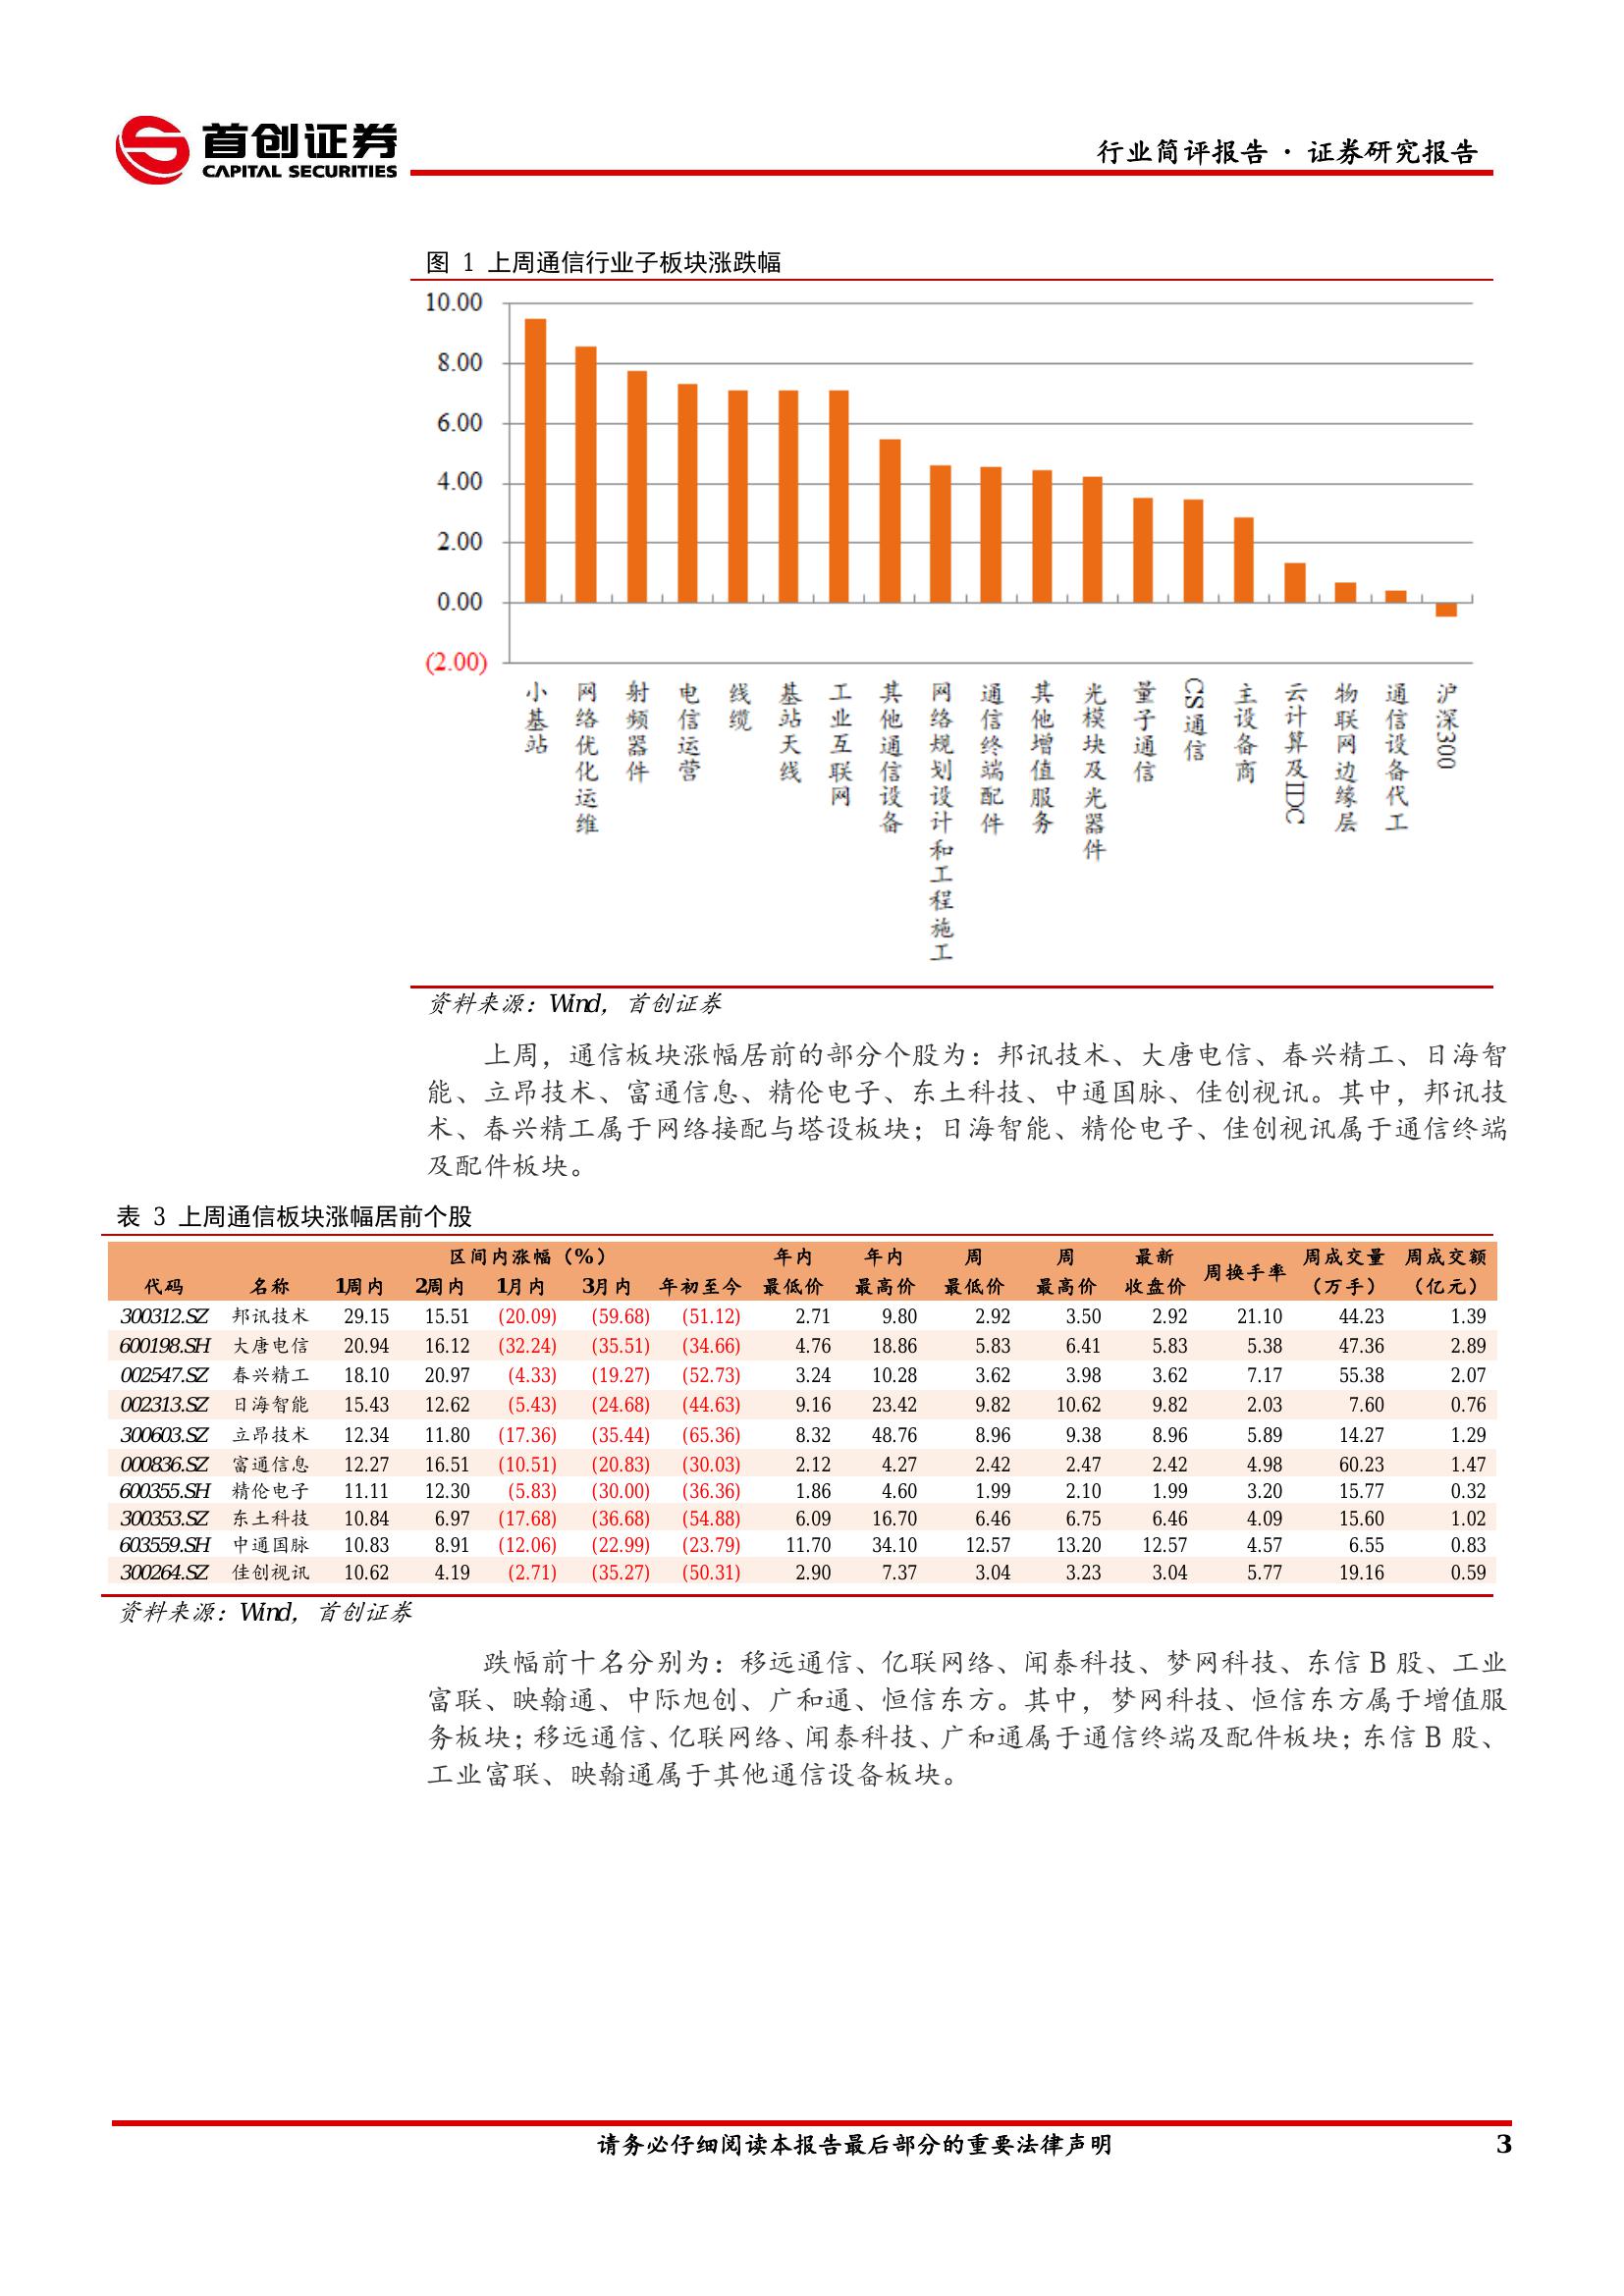 首创证券
CAPITAL SECURITIES
行业简评报告 · 证券研究报告
图 1 上周通信行业子板块涨跌幅
10.00
8.00
6.00
4.00
2.00
0.00
(2.00)
小基站
网络优化运维
射频器件
电信运营
线缆
基站天线
工业互联网
其他通信设备
网络规划设计和工程施工
通信终端配件
其他增值服务
光模块及光器件
量子通信
CS通信
主设备商
云计算及IDC
物联网边缘层
通信设备代工
沪深300
资料来源：Wind，首创证券
上周，通信板块涨幅居前的部分个股为：邦讯技术、大唐电信、春兴精工、日海智
能、立昂技术、富通信息、精伦电子、东土科技、中通国脉、佳创视讯。其中，邦讯技
术、春兴精工属于网络接配与塔设板块；日海智能、精伦电子、佳创视讯属于通信终端
及配件板块。
表 3 上周通信板块涨幅居前个股
区间内涨幅（%） 年内 年内 周 周 最新 周换手率 周成交量 周成交额
代码 名称 1周内 2周内 1月内 3月内 年初至今 最低价 最高价 最低价 最高价 收盘价 （万手） （亿元）
300312.SZ 邦讯技术 29.15 15.51 (20.09) (59.68) (51.12) 2.71 9.80 2.92 3.50 2.92 21.10 44.23 1.39
600198.SH 大唐电信 20.94 16.12 (32.24) (35.51) (34.66) 4.76 18.86 5.83 6.41 5.83 5.38 47.36 2.89
002547.SZ 春兴精工 18.10 20.97 (4.33) (19.27) (52.73) 3.24 10.28 3.62 3.98 3.62 7.17 55.38 2.07
002313.SZ 日海智能 15.43 12.62 (5.43) (24.68) (44.63) 9.16 23.42 9.82 10.62 9.82 2.03 7.60 0.76
300603.SZ 立昂技术 12.34 11.80 (17.36) (35.44) (65.36) 8.32 48.76 8.96 9.38 8.96 5.89 14.27 1.29
000836.SZ 富通信息 12.27 16.51 (10.51) (20.83) (30.03) 2.12 4.27 2.42 2.47 2.42 4.98 60.23 1.47
600355.SH 精伦电子 11.11 12.30 (5.83) (30.00) (36.36) 1.86 4.60 1.99 2.10 1.99 3.20 15.77 0.32
300353.SZ 东土科技 10.84 6.97 (17.68) (36.68) (54.88) 6.09 16.70 6.46 6.75 6.46 4.09 15.60 1.02
603559.SH 中通国脉 10.83 8.91 (12.06) (22.99) (23.79) 11.70 34.10 12.57 13.20 12.57 4.57 6.55 0.83
300264.SZ 佳创视讯 10.62 4.19 (2.71) (35.27) (50.31) 2.90 7.37 3.04 3.23 3.04 5.77 19.16 0.59
资料来源：Wind，首创证券
跌幅前十名分别为：移远通信、亿联网络、闻泰科技、梦网科技、东信 B 股、工业
富联、映翰通、中际旭创、广和通、恒信东方。其中，梦网科技、恒信东方属于增值服
务板块；移远通信、亿联网络、闻泰科技、广和通属于通信终端及配件板块；东信 B 股、
工业富联、映翰通属于其他通信设备板块。
请务必仔细阅读本报告最后部分的重要法律声明
3